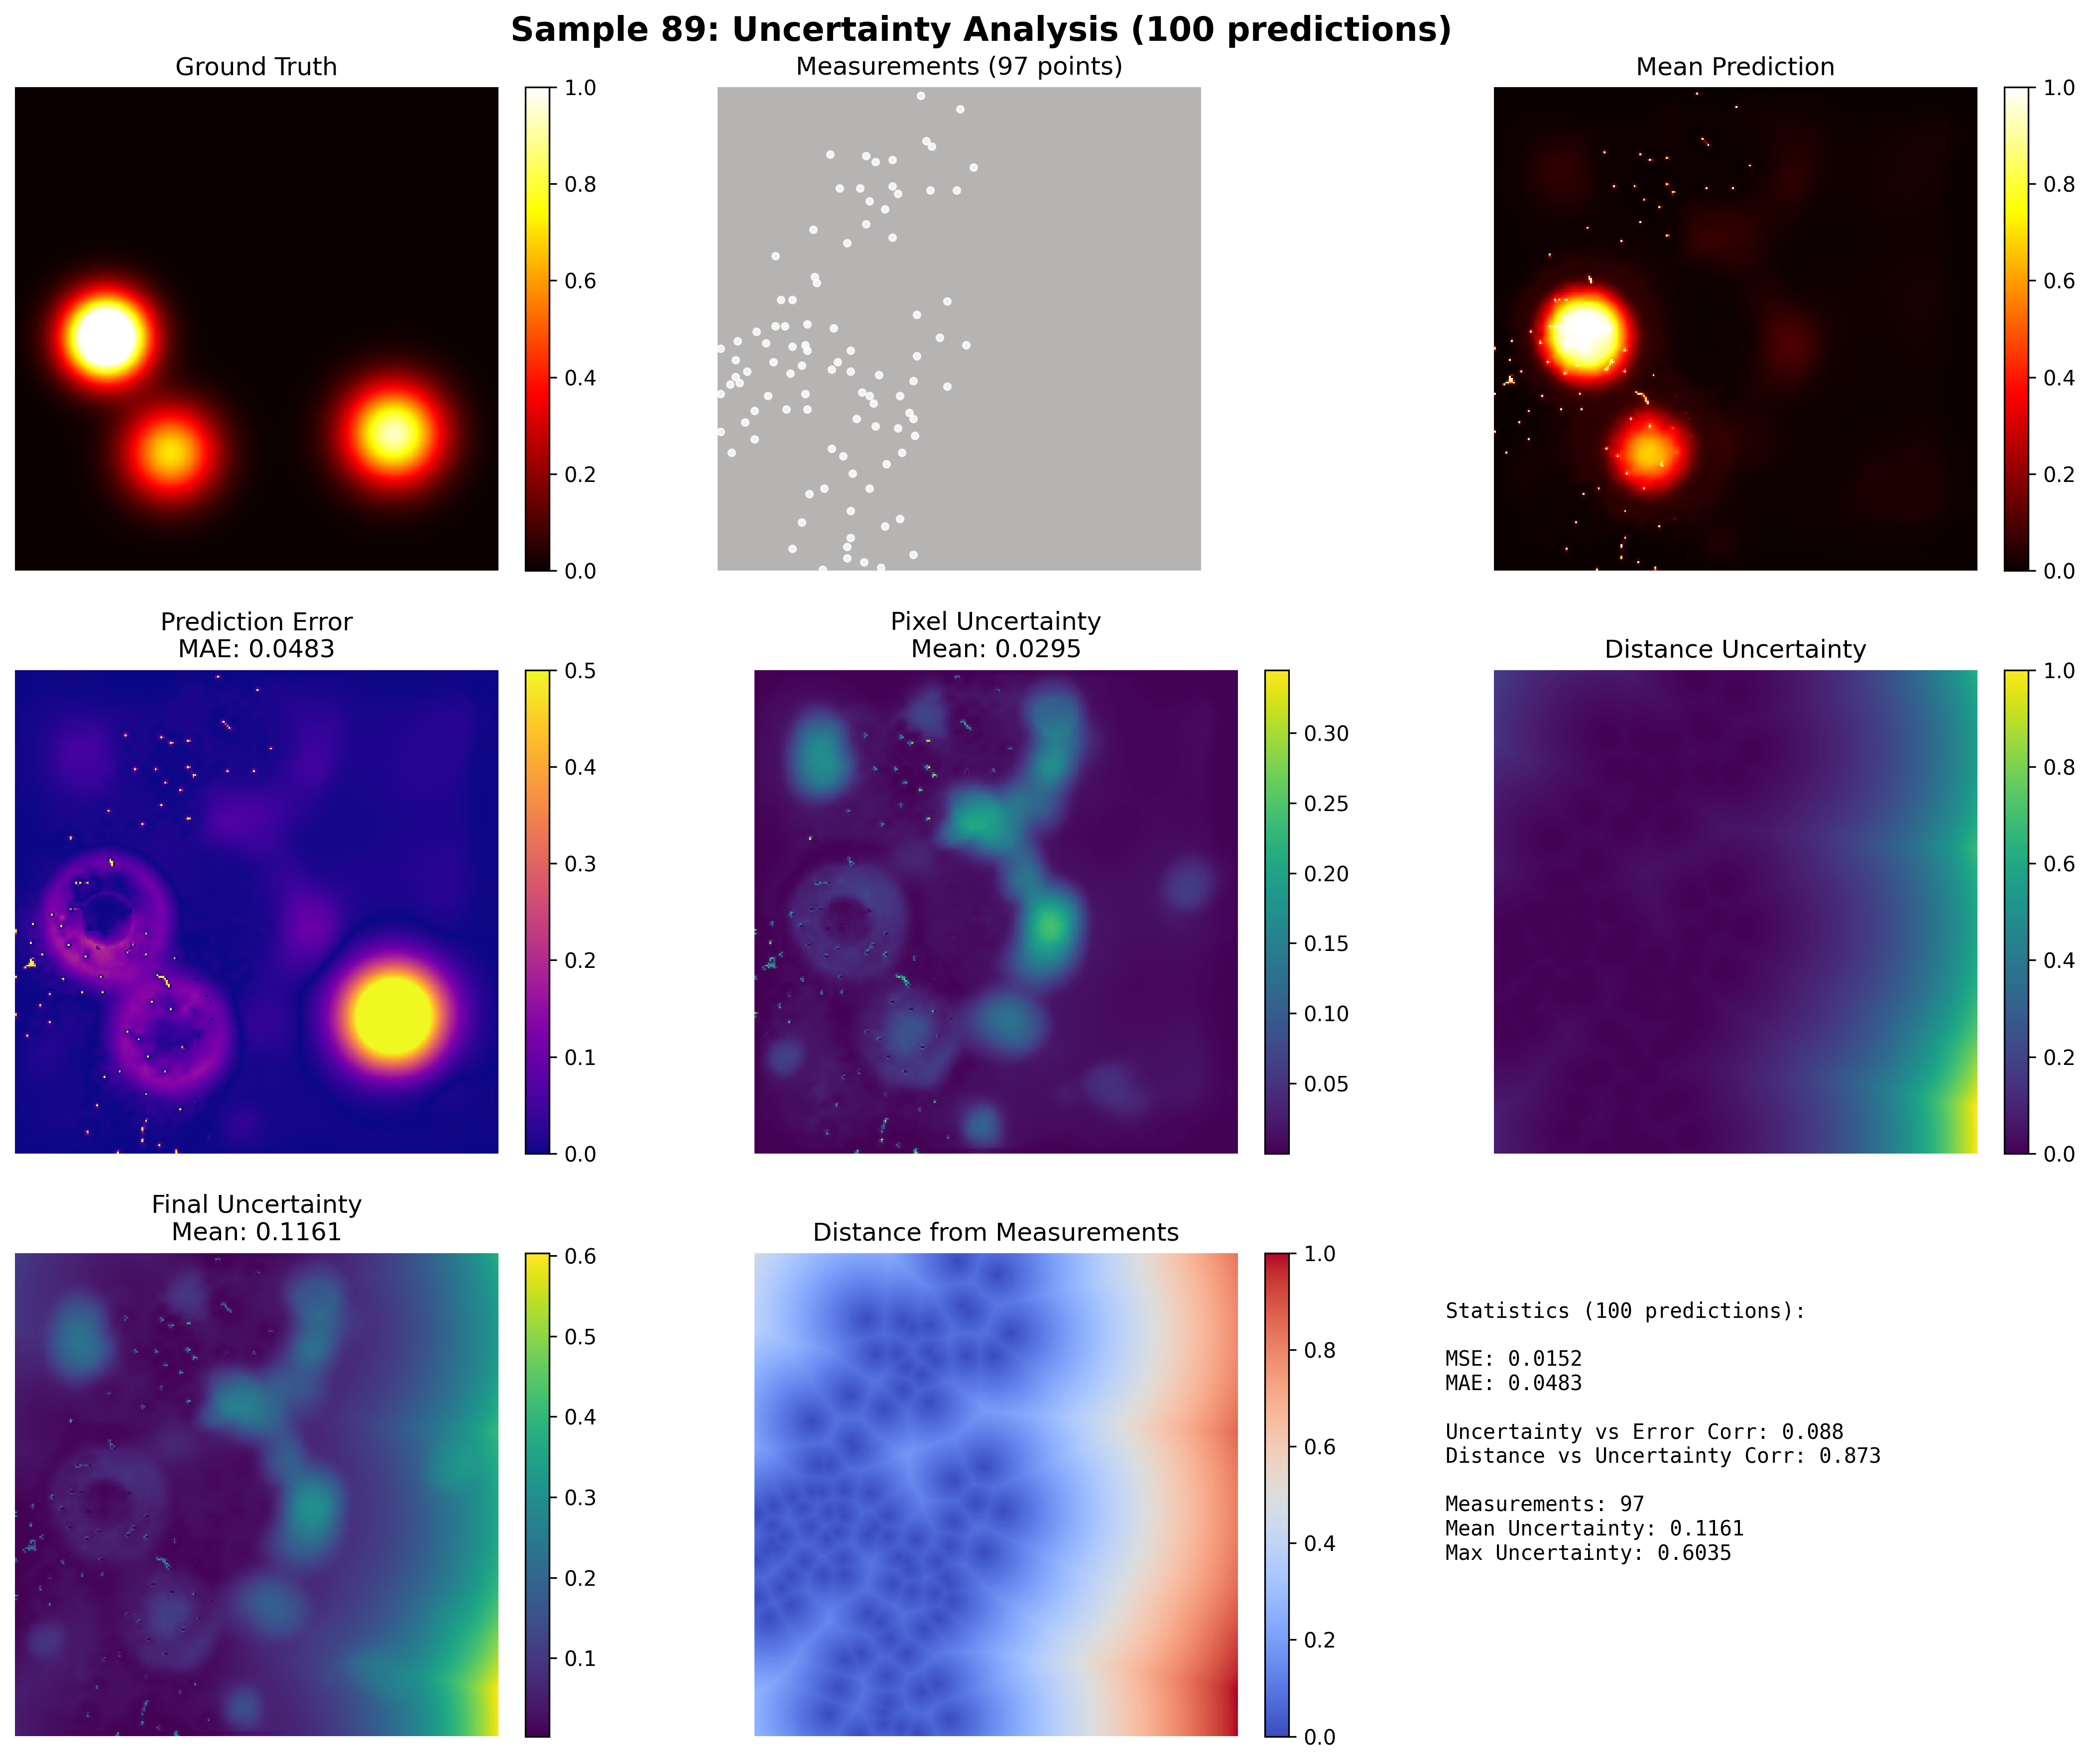 Sample 89: Uncertainty Analysis (100 predictions)
Ground Truth
1.0
0.8
0.6
0.4
0.2
0.0
Measurements (97 points)
Mean Prediction
1.0
0.8
0.6
0.4
0.2
0.0
Prediction Error
MAE: 0.0483
0.5
0.4
0.3
0.2
0.1
0.0
Pixel Uncertainty
Mean: 0.0295
0.30
0.25
0.20
0.15
0.10
0.05
Distance Uncertainty
1.0
0.8
0.6
0.4
0.2
0.0
Final Uncertainty
Mean: 0.1161
0.6
0.5
0.4
0.3
0.2
0.1
Distance from Measurements
1.0
0.8
0.6
0.4
0.2
0.0
Statistics (100 predictions):
MSE: 0.0152
MAE: 0.0483
Uncertainty vs Error Corr: 0.088
Distance vs Uncertainty Corr: 0.873
Measurements: 97
Mean Uncertainty: 0.1161
Max Uncertainty: 0.6035